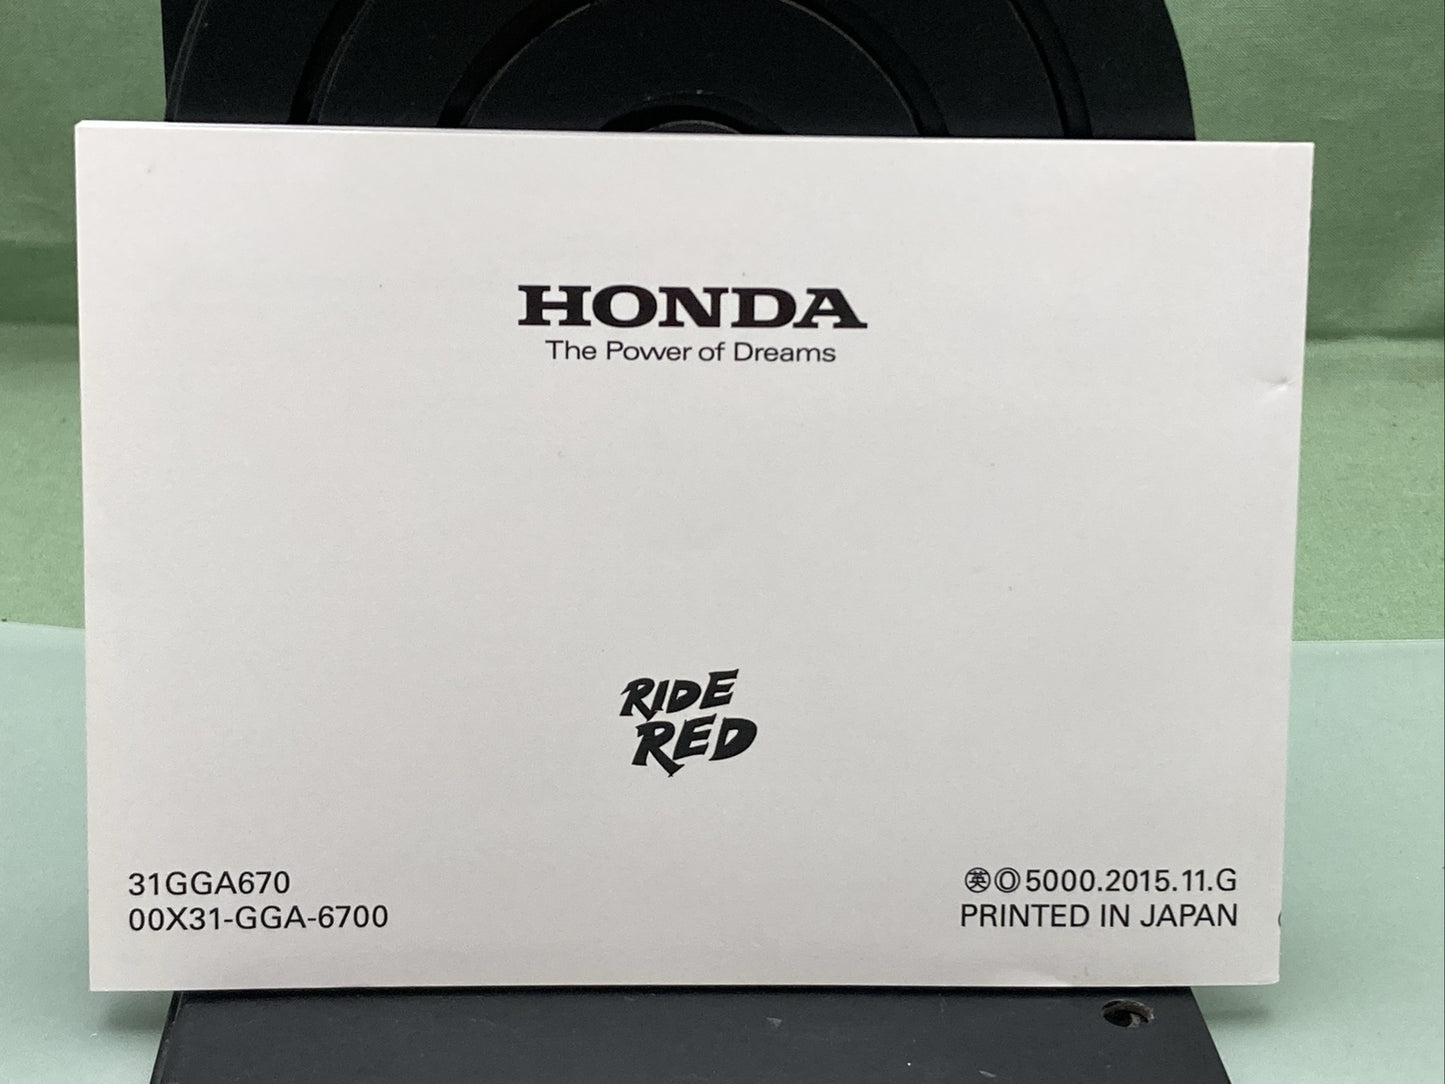 HONDA
The Power of Dreams
RIDE
RED
31GGA670
00X31-GGA-6700
㊥Ⓞ5000.2015.11.G
PRINTED IN JAPAN